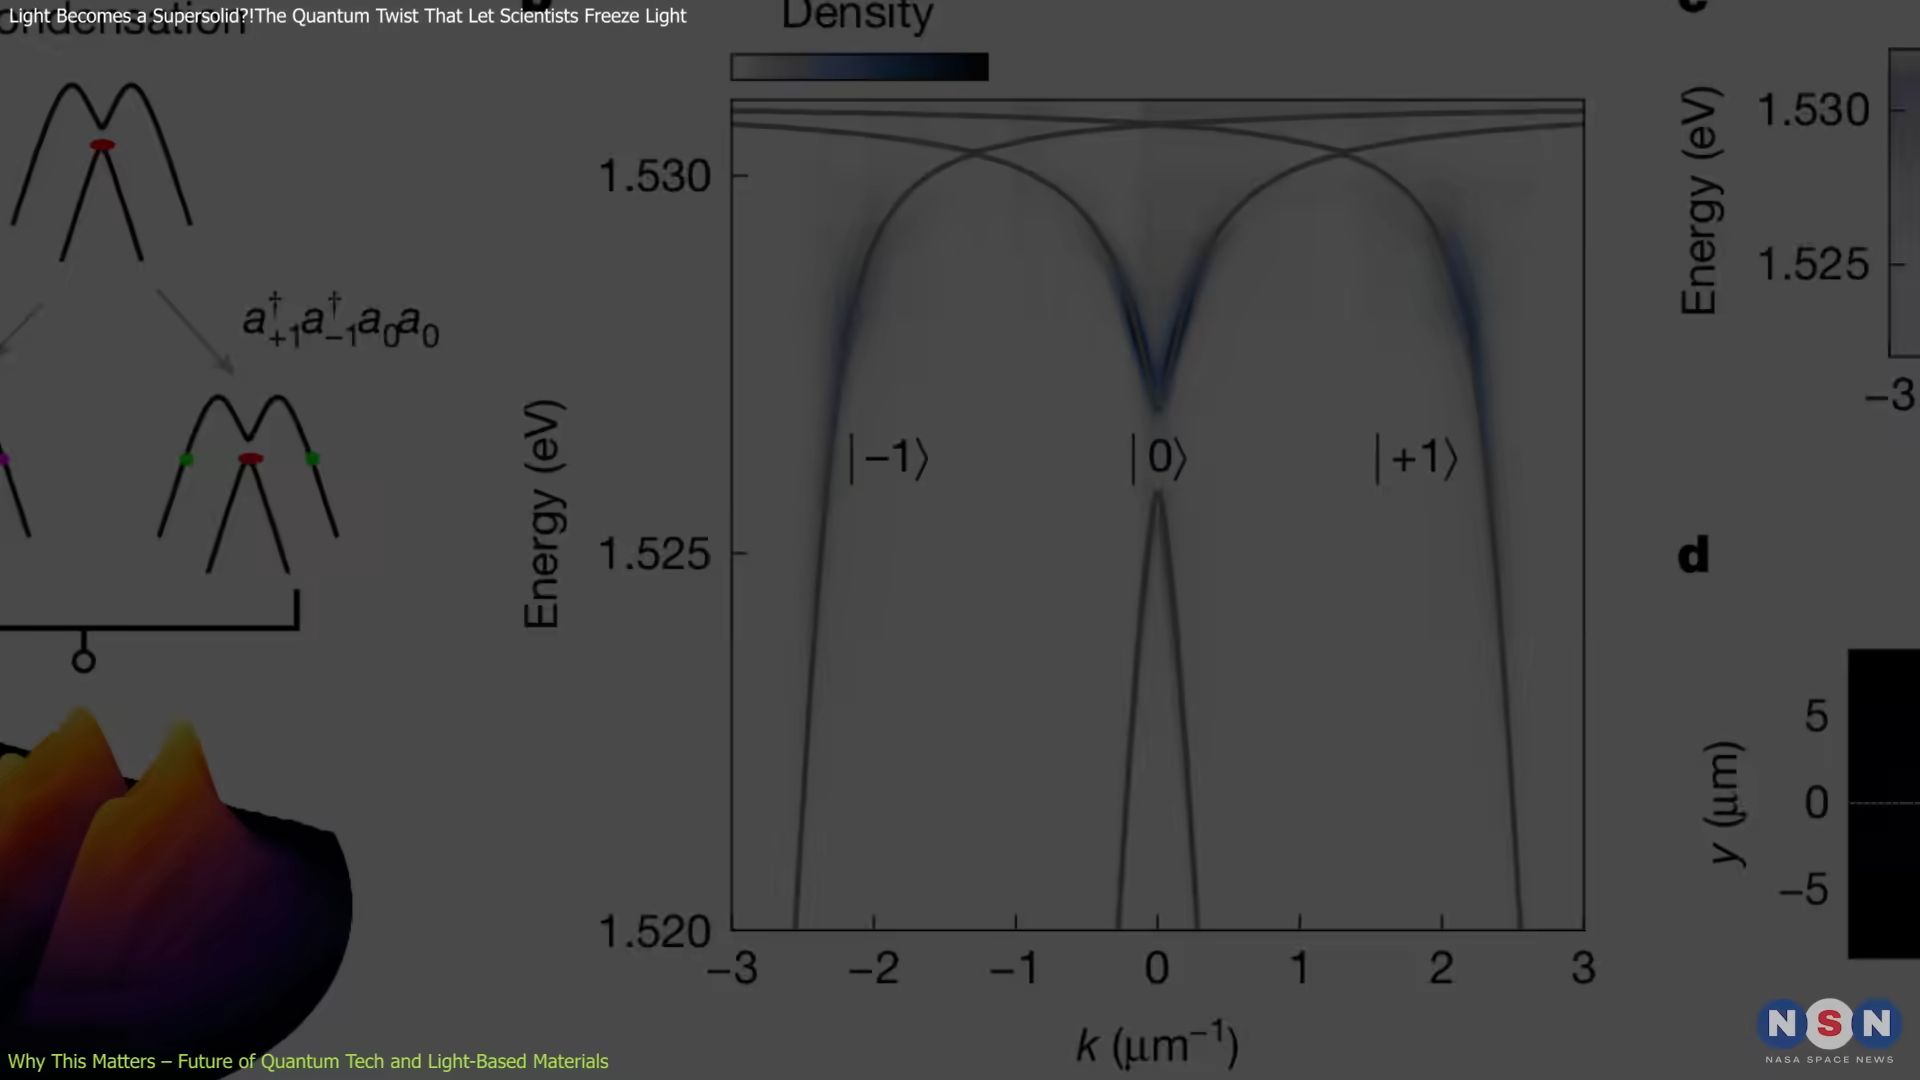 Light Becomes a Supersolid?!The Quantum Twist That Let Scientists Freeze Light
ondensation
Density
1.530
1.525
1.520
Energy (eV)
−3 −2 −1 0 1 2 3
k (μm⁻¹)
|−1⟩ |0⟩ |+1⟩
a†₊₁a†₋₁a₀a₀
Energy (eV)
1.530
1.525
−3
d
y (μm)
5
0
−5
N S N
NASA SPACE NEWS
Why This Matters – Future of Quantum Tech and Light-Based Materials